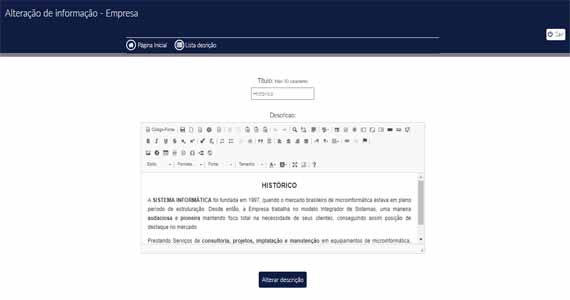 Alteração de informação - Empresa
Sair
Página Inicial
Lista desrição
Título: Máx 10 caracteres
Histórico
Descricao:
Código-Fonte
Estilo
Formata...
Fonte
Tamanho
HISTÓRICO
A SISTEMA INFORMÁTICA foi fundada em 1997, quando o mercado brasileiro de microinformática estava em pleno
período de estruturação. Desde então, a Empresa trabalha no modelo Integrador de Sistemas, uma maneira
audaciosa e pioneira mantendo foco total na necessidade de seus clientes, conseguindo assim posição de
destaque no mercado
Prestando Serviços de consultoria, projetos, implatação e manutenção em equipamentos de microinformática,
Alterar descrição